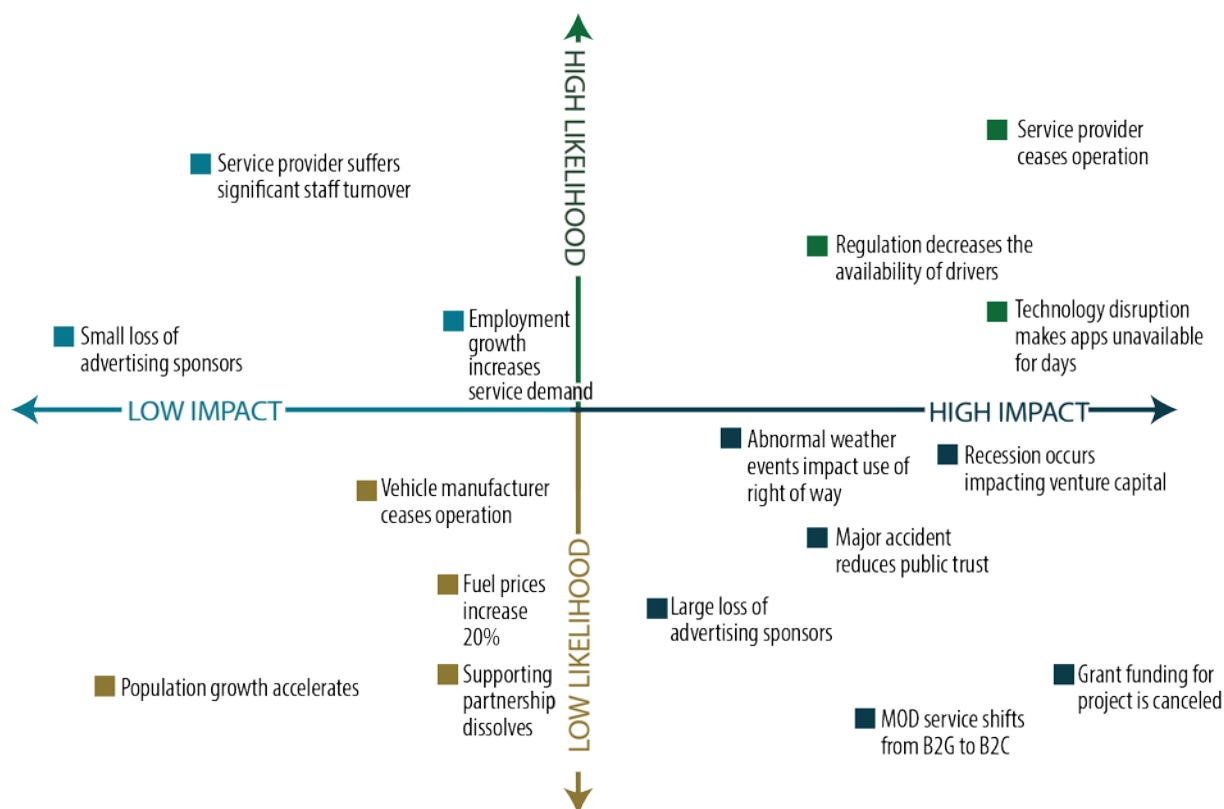 HIGH LIKELIHOOD
Service provider
ceases operation
Service provider suffers
significant staff turnover
Regulation decreases the
availability of drivers
Technology disruption
makes apps unavailable
for days
Employment
growth
increases
service demand
Small loss of
advertising sponsors
LOW IMPACT
HIGH IMPACT
Abnormal weather
events impact use of
right of way
Recession occurs
impacting venture capital
Vehicle manufacturer
ceases operation
Major accident
reduces public trust
Fuel prices
increase
20%
Large loss of
advertising sponsors
LOW LIKELIHOOD
Population growth accelerates
Supporting
partnership
dissolves
Grant funding for
project is canceled
MOD service shifts
from B2G to B2C